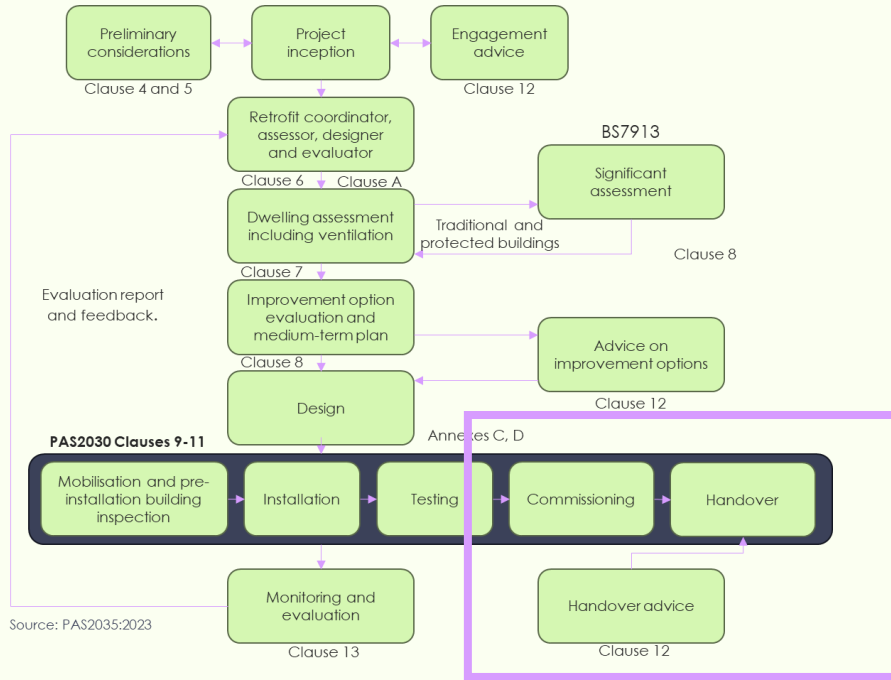 Preliminary
considerations
Project
inception
Engagement
advice
Clause 4 and 5
Clause 12
Retrofit coordinator,
assessor, designer
and evaluator
BS7913
Significant
assessment
Clause 6
Clause A
Dwelling assessment
including ventilation
Traditional and
protected buildings
Clause 8
Clause 7
Evaluation report
and feedback.
Improvement option
evaluation and
medium-term plan
Advice on
improvement options
Clause 8
Clause 12
Design
Annexes C, D
PAS2030 Clauses 9-11
Mobilisation and pre-
installation building
inspection
Installation
Testing
Commissioning
Handover
Monitoring and
evaluation
Handover advice
Source: PAS2035:2023
Clause 13
Clause 12